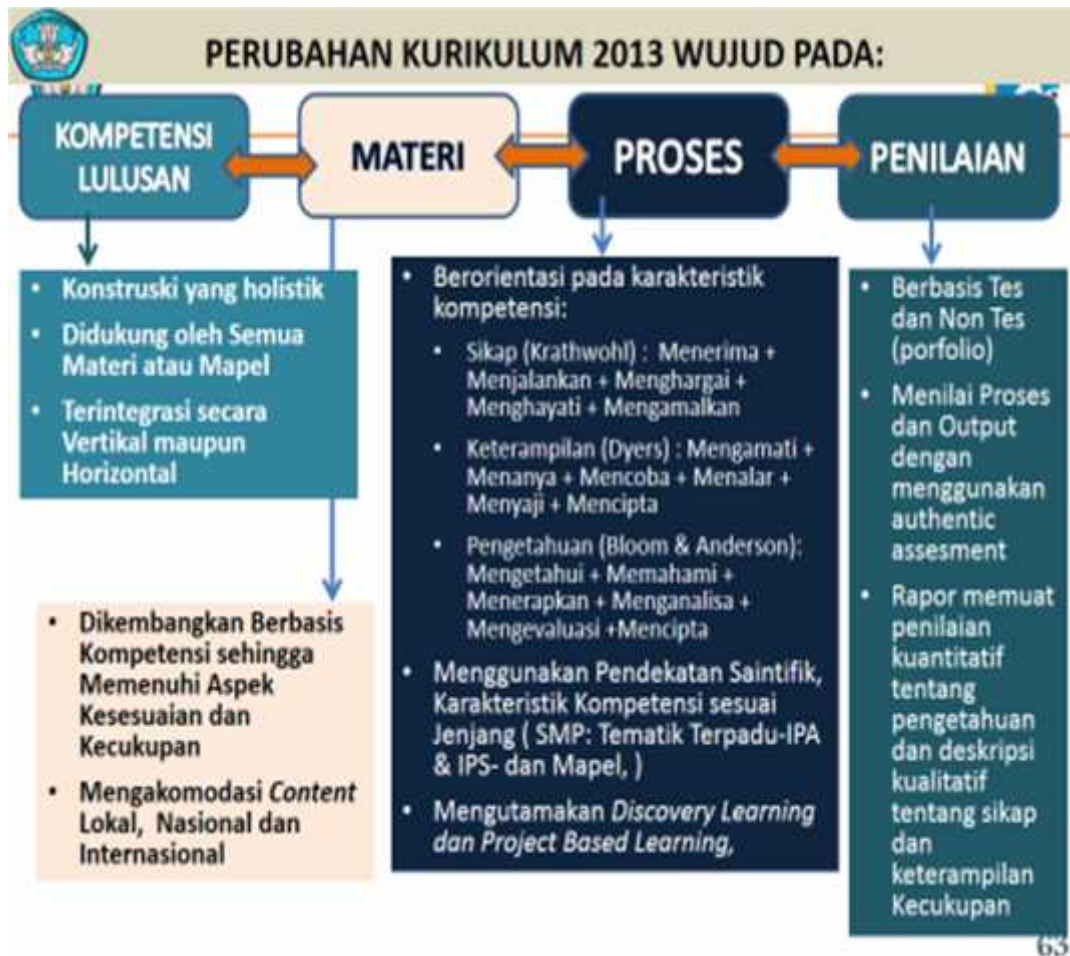 PERUBAHAN KURIKULUM 2013 WUJUD PADA:
KOMPETENSI
LULUSAN
MATERI
PROSES
PENILAIAN
• Konstruski yang holistik
• Didukung oleh Semua
Materi atau Mapel
• Terintegrasi secara
Vertikal maupun
Horizontal
• Dikembangkan Berbasis
Kompetensi sehingga
Memenuhi Aspek
Kesesuaian dan
Kecukupan
• Mengakomodasi Content
Lokal, Nasional dan
Internasional
• Berorientasi pada karakteristik
kompetensi:
• Sikap (Krathwohl) : Menerima +
Menjalankan + Menghargai +
Menghayati + Mengamalkan
• Keterampilan (Dyers) : Mengamati +
Menanya + Mencoba + Menalar +
Menyaji + Mencipta
• Pengetahuan (Bloom & Anderson):
Mengetahui + Memahami +
Menerapkan + Menganalisa +
Mengevaluasi +Mencipta
• Menggunakan Pendekatan Saintifik,
Karakteristik Kompetensi sesuai
Jenjang ( SMP: Tematik Terpadu-IPA
& IPS- dan Mapel, )
• Mengutamakan Discovery Learning
dan Project Based Learning,
• Berbasis Tes
dan Non Tes
(porfolio)
• Menilai Proses
dan Output
dengan
menggunakan
authentic
assesment
• Rapor memuat
penilaian
kuantitatif
tentang
pengetahuan
dan deskripsi
kualitatif
tentang sikap
dan
keterampilan
Kecukupan
63